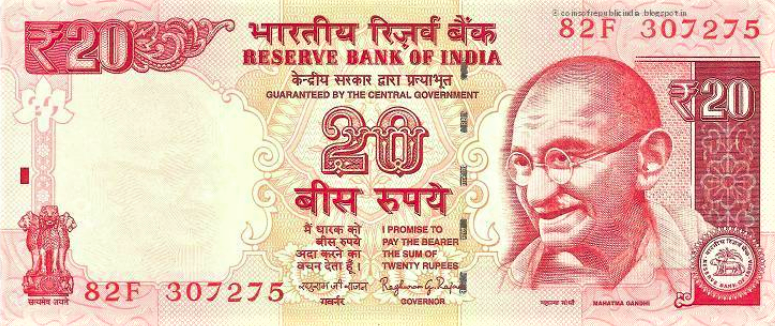 © coinsofrepublicindia.blogspot.in
₹20
भारतीय रिज़र्व बैंक
82F 307275
RESERVE BANK OF INDIA
केन्द्रीय सरकार द्वारा प्रत्याभूत
GUARANTEED BY THE CENTRAL GOVERNMENT
₹20
20
बीस रुपये
मैं धारक को
बीस रुपये
अदा करने का
वचन देता हूँ।
I PROMISE TO
PAY THE BEARER
THE SUM OF
TWENTY RUPEES
रघुराम जी राजन
Raghuram G. Rajan
गवर्नर
GOVERNOR
सत्यमेव जयते
82F 307275
महात्मा गांधी
MAHATMA GANDHI
भारतीय रिज़र्व बैंक
RESERVE BANK OF INDIA